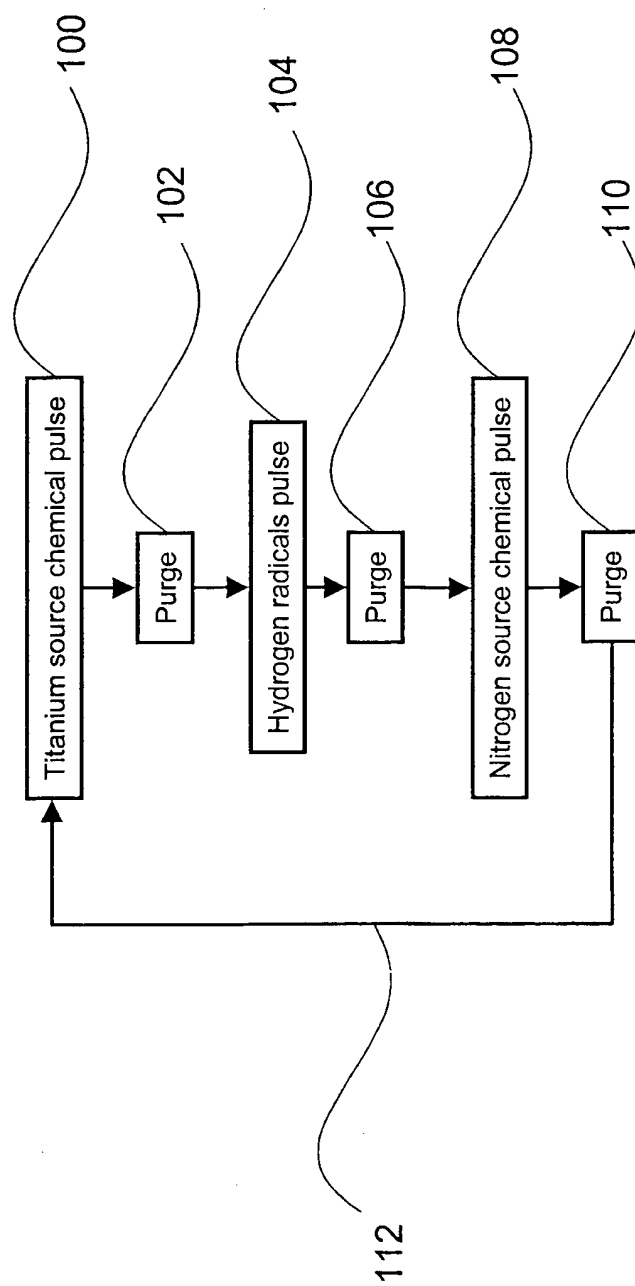 Titanium source chemical pulse
100
Purge
102
Hydrogen radicals pulse
104
Purge
106
Nitrogen source chemical pulse
108
Purge
110
112